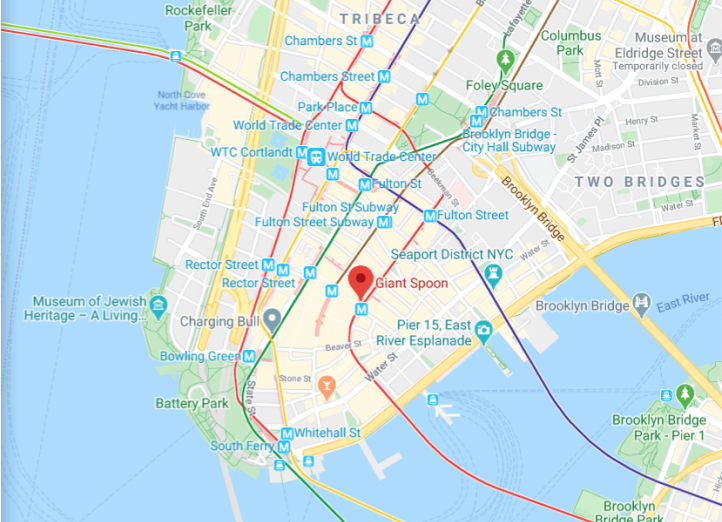 Rockefeller
Park
TRIBECA
Lafayette
Columbus
Park
Museum at
Eldridge Street
Temporarily closed
Chambers St
Mott St
Division St
Chambers Street
Foley Square
North Cove
Yacht Harbor
Park Place
Chambers St
Henry St
Market St
World Trade Center
Brooklyn Bridge -
City Hall Subway
St James Pl
Madison St
WTC Cortlandt
World Trade Center
Beekman St
TWO BRIDGES
South End Ave
Fulton St
Brooklyn Bridge
Water St
Fulton St Subway
Fulton Street Subway
Fulton Street
Water St
Rector Street
Rector Street
Seaport District NYC
Giant Spoon
Museum of Jewish
Heritage – A Living...
Charging Bull
Brooklyn Bridge
East River
Pier 15, East
River Esplanade
Beaver St
Bowling Green
Water St
Stone St
State St
Battery Park
Brooklyn Bridge
Park - Pier 1
Whitehall St
South Ferry
Brooklyn
Bridge Park